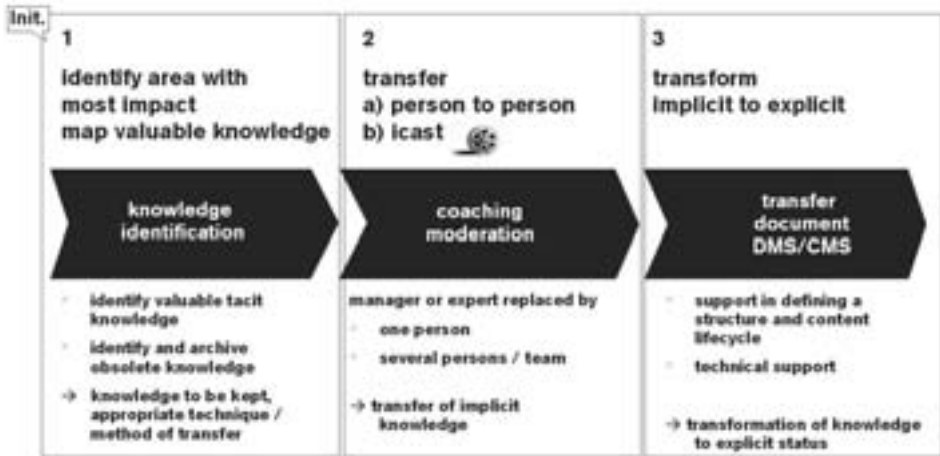 Init.
1
identify area with
most impact
map valuable knowledge
knowledge
identification
identify valuable tacit
knowledge
identify and archive
obsolete knowledge
→ knowledge to be kept,
appropriate technique /
method of transfer
2
transfer
a) person to person
b) icast
coaching
moderation
manager or expert replaced by
one person
several persons / team
→ transfer of implicit
knowledge
3
transform
implicit to explicit
transfer
document
DMS/CMS
support in defining a
structure and content
lifecycle
technical support
→ transformation of knowledge
to explicit status